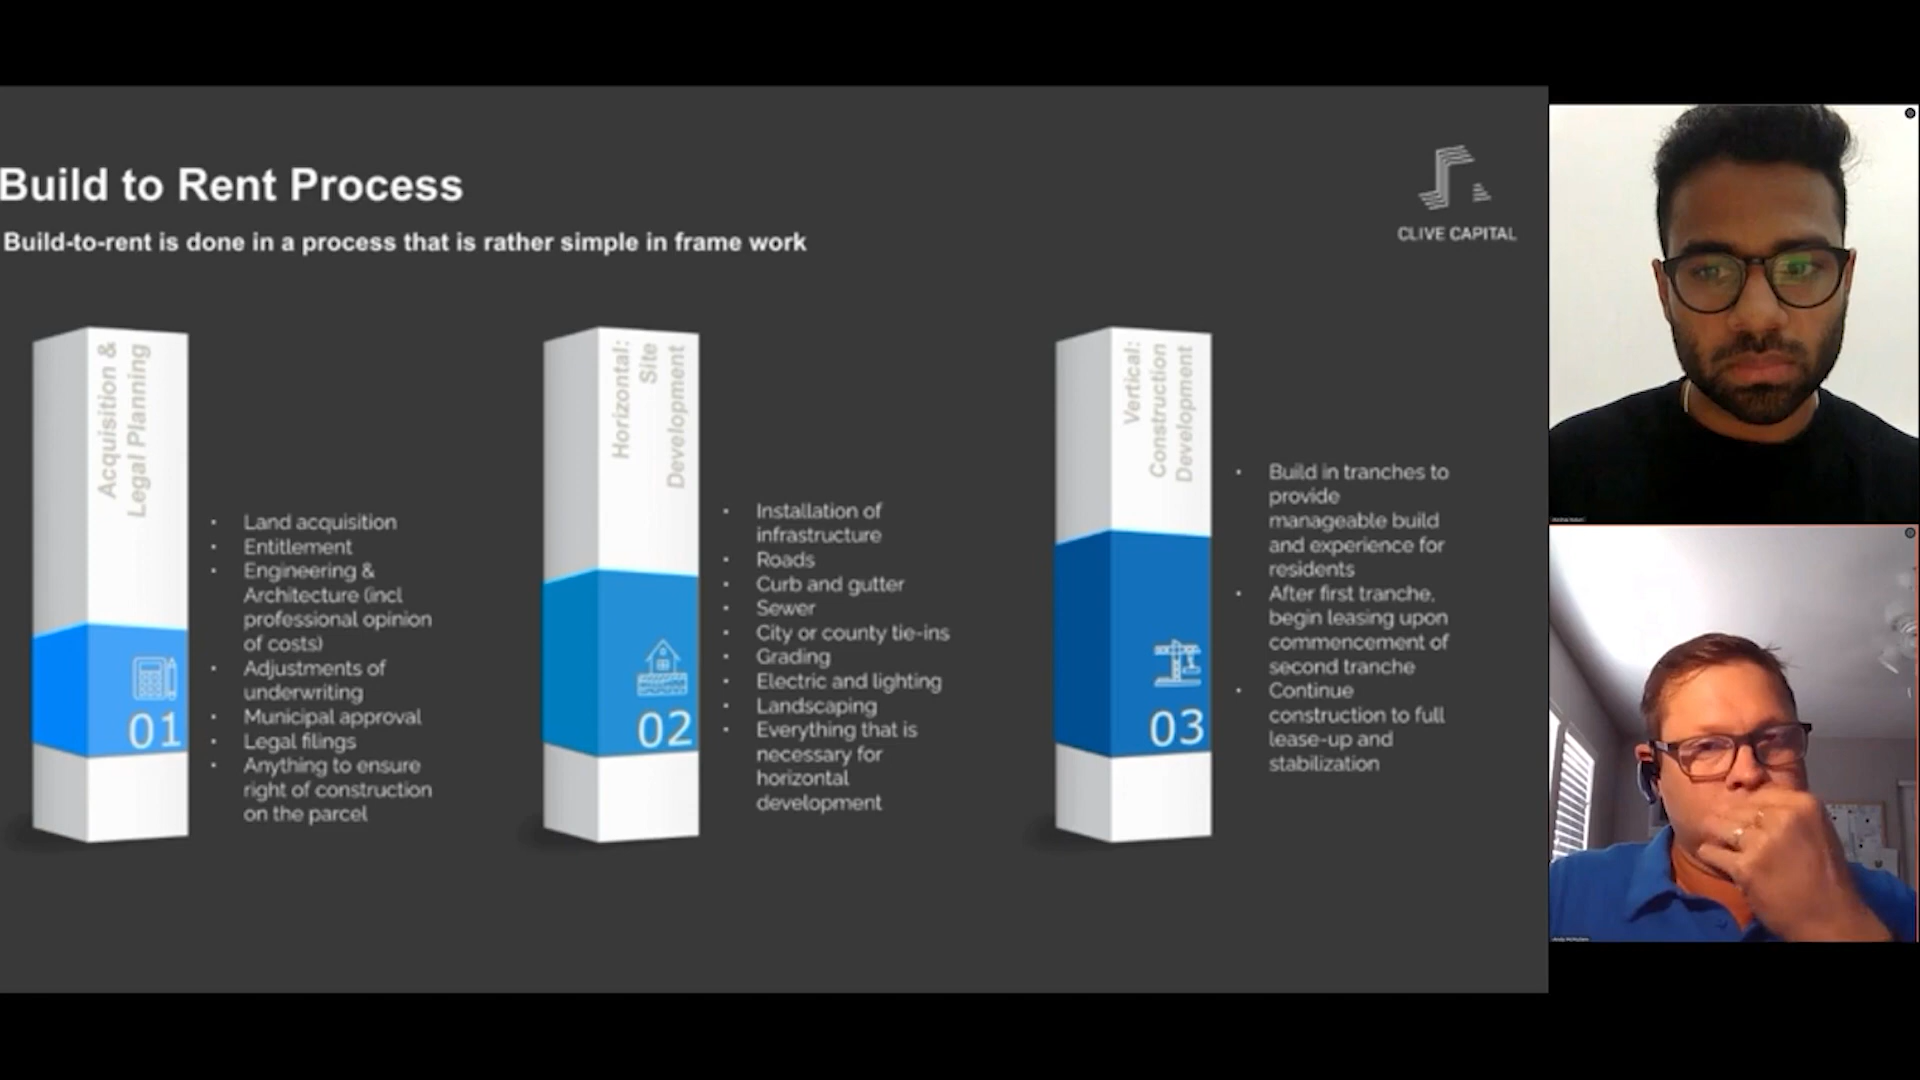 Build to Rent Process
Build-to-rent is done in a process that is rather simple in frame work
CLIVE CAPITAL
Acquisition &
Legal Planning
01
• Land acquisition
• Entitlement
• Engineering &
Architecture (incl
professional opinion
of costs)
• Adjustments of
underwriting
• Municipal approval
• Legal filings
• Anything to ensure
right of construction
on the parcel
Horizontal:
Site
Development
02
• Installation of
infrastructure
• Roads
• Curb and gutter
• Sewer
• City or county tie-ins
• Grading
• Electric and lighting
• Landscaping
• Everything that is
necessary for
horizontal
development
Vertical:
Construction
Development
03
• Build in tranches to
provide
manageable build
and experience for
residents
• After first tranche,
begin leasing upon
commencement of
second tranche
• Continue
construction to full
lease-up and
stabilization